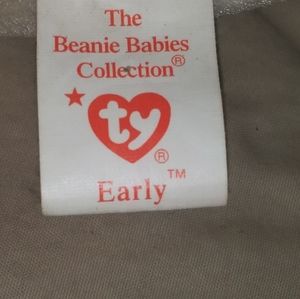 The
Beanie Babies
Collection®
ty®
Early™